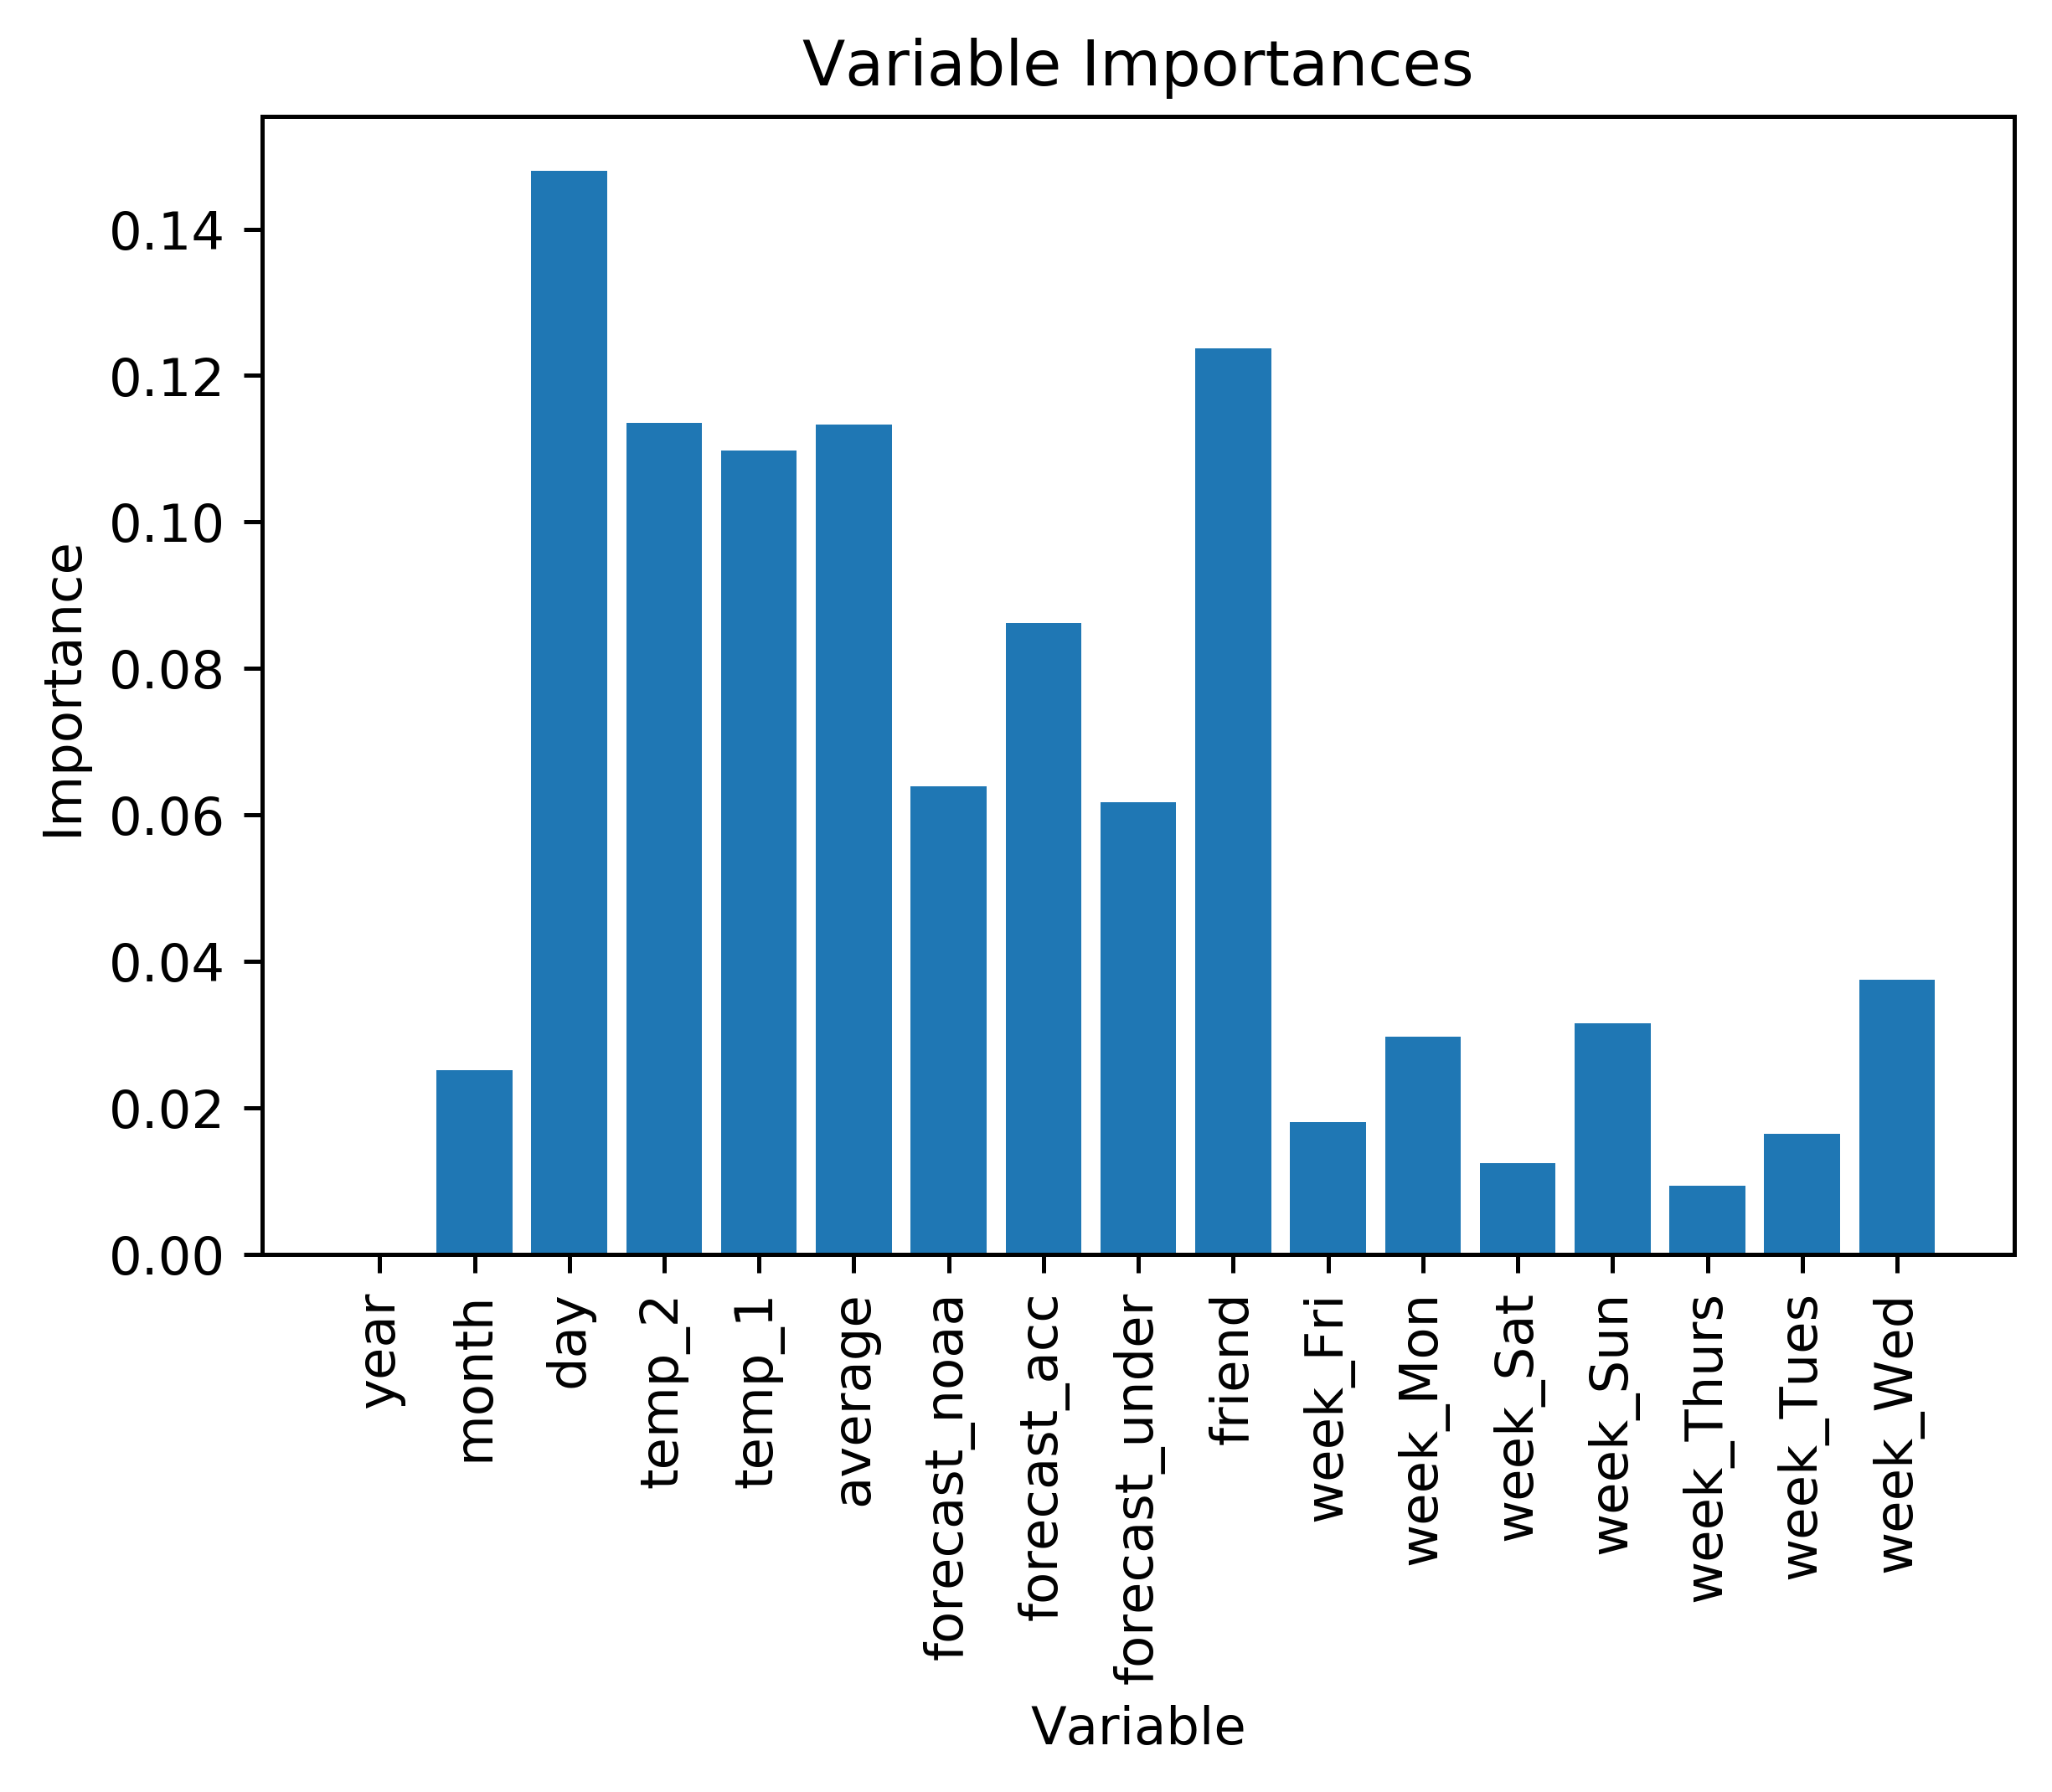 Variable Importances
Importance
0.14
0.12
0.10
0.08
0.06
0.04
0.02
0.00
year
month
day
temp_2
temp_1
average
forecast_noaa
forecast_acc
forecast_under
friend
week_Fri
week_Mon
week_Sat
week_Sun
week_Thurs
week_Tues
week_Wed
Variable